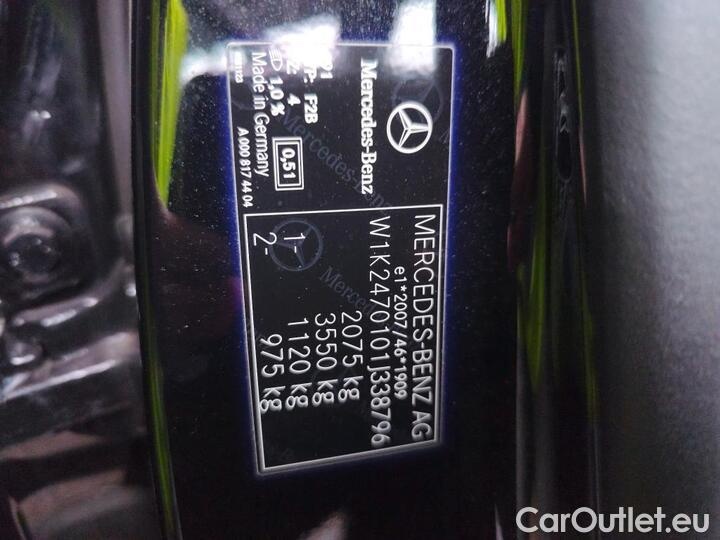 Mercedes-Benz
P: F2B
Z: 4
1,0 %
0,51
Made in Germany
A 000 817 44 04
MERCEDES-BENZ AG
e1*2007/46*1909
W1K2470101J338796
2075 kg
3550 kg
1- 1120 kg
2- 975 kg
CarOutlet.eu